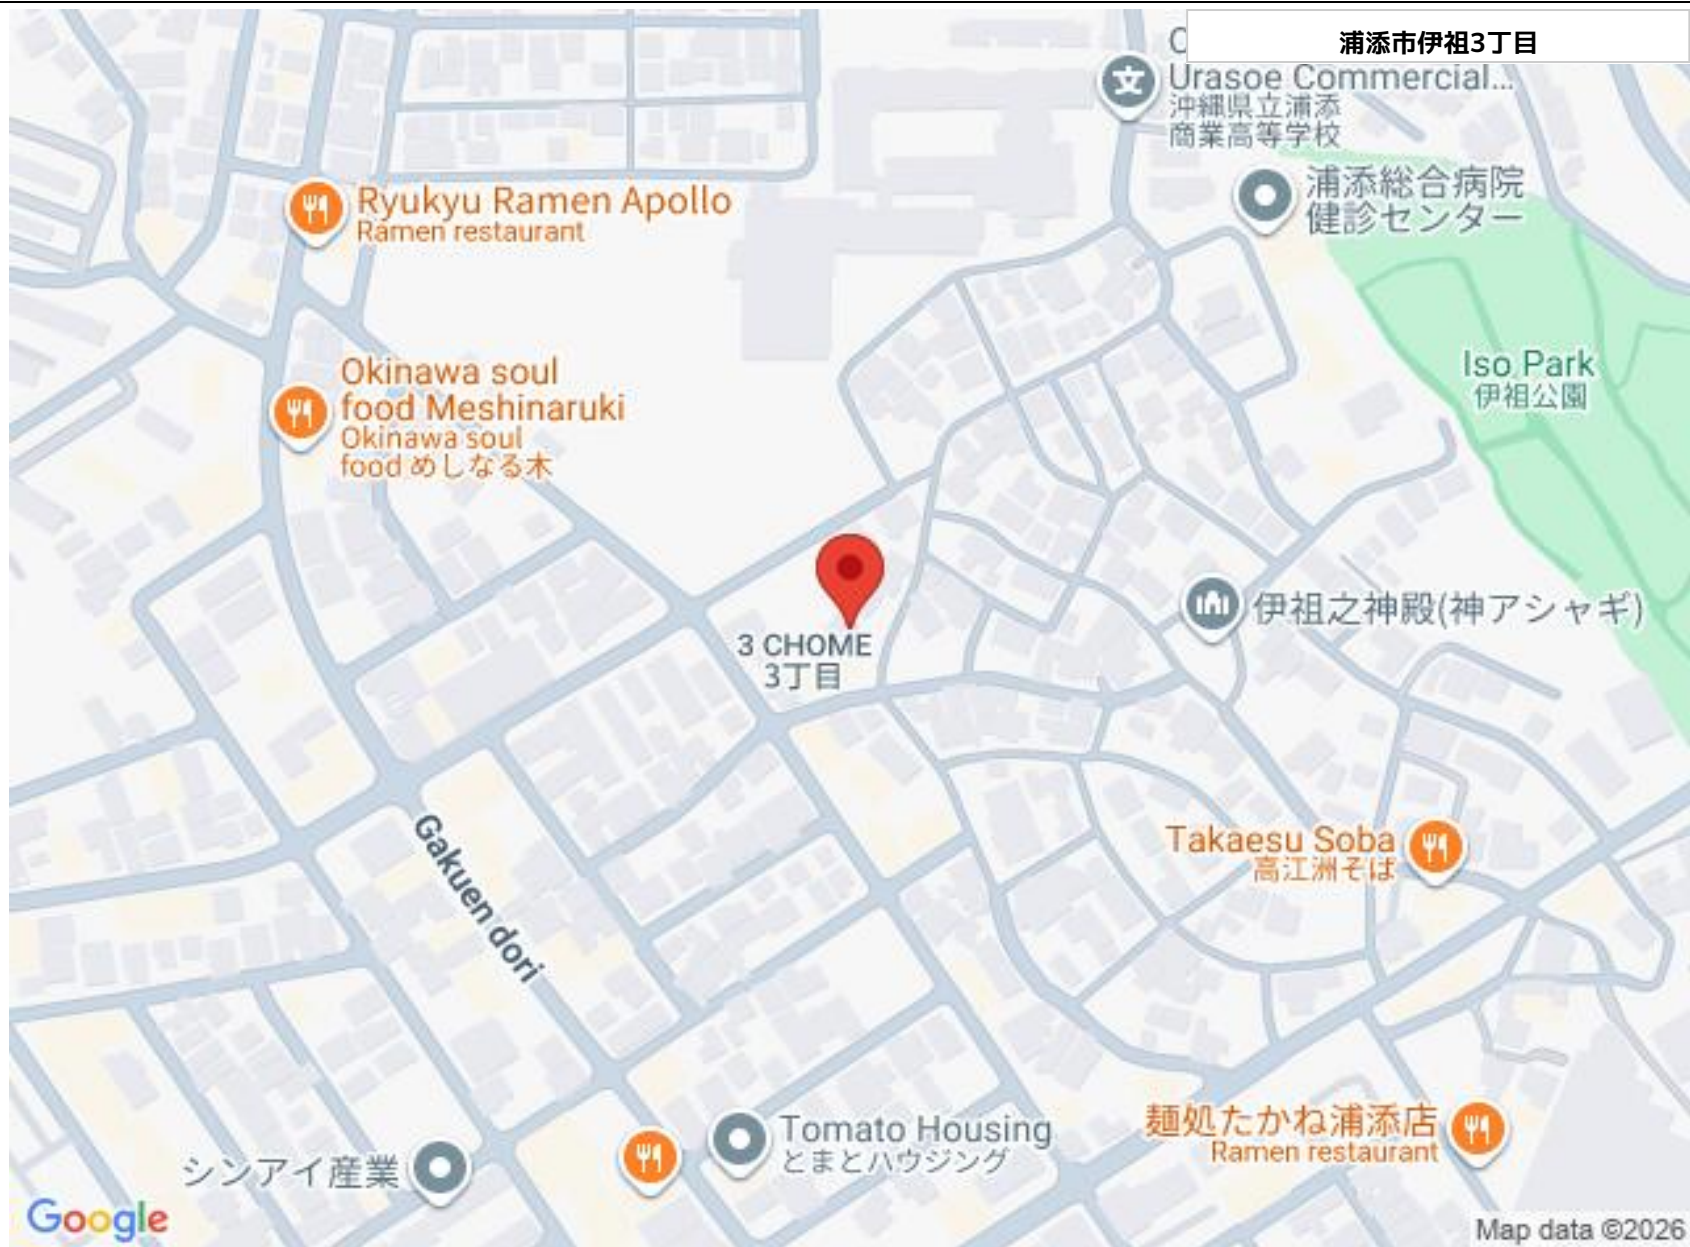 浦添市伊祖3丁目
Urasoe Commercial...
沖縄県立浦添
商業高等学校
浦添総合病院
健診センター
Ryukyu Ramen Apollo
Ramen restaurant
Iso Park
伊祖公園
Okinawa soul
food Meshinaruki
Okinawa soul
food めしなる木
伊祖之神殿(神アシャギ)
3 CHOME
3丁目
Gakuen dori
Takaesu Soba
高江洲そば
麺処たかね浦添店
Ramen restaurant
Tomato Housing
とまとハウジング
シンアイ産業
Google
Map data ©2026